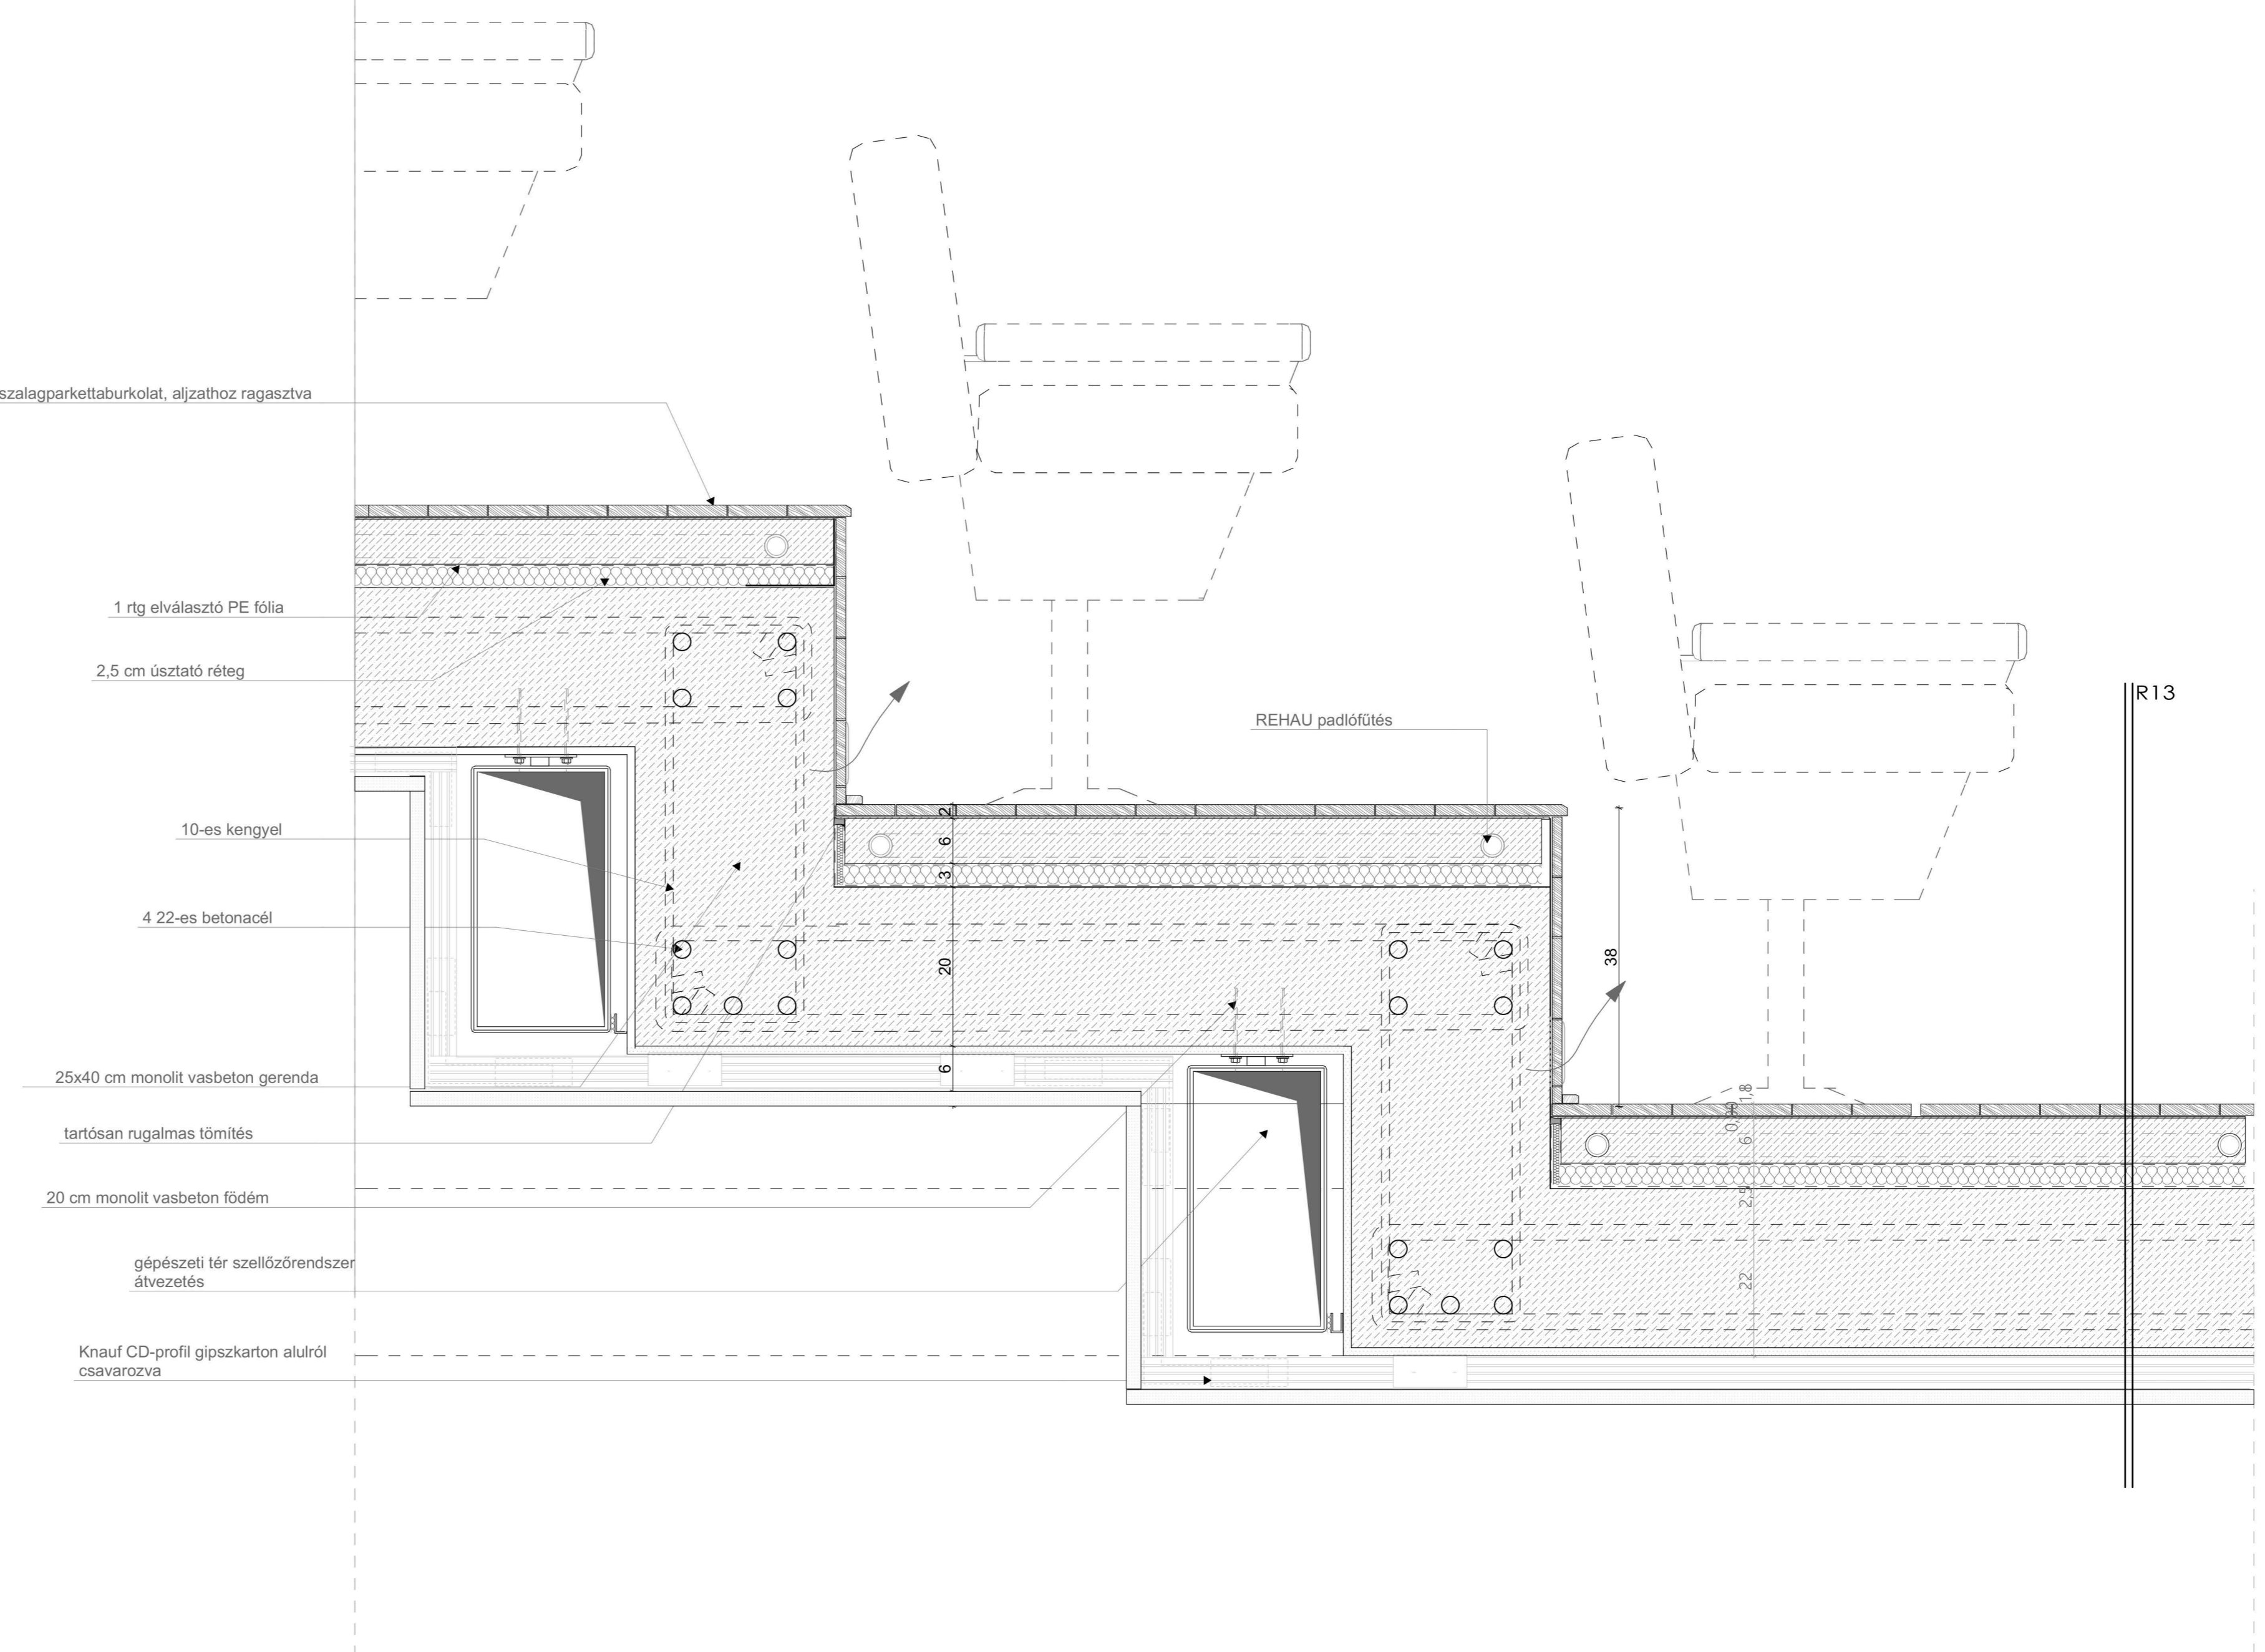 szalagparkettaburkolat, aljzathoz ragasztva
1 rtg elválasztó PE fólia
2,5 cm úsztató réteg
R13
REHAU padlófűtés
2
6
3
20
6
10-es kengyel
4 22-es betonacél
38
25x40 cm monolit vasbeton gerenda
tartósan rugalmas tömítés
1,8
6
2,5
22
20 cm monolit vasbeton födém
gépészeti tér szellőzőrendszer
átvezetés
Knauf CD-profil gipszkarton alulról
csavarozva